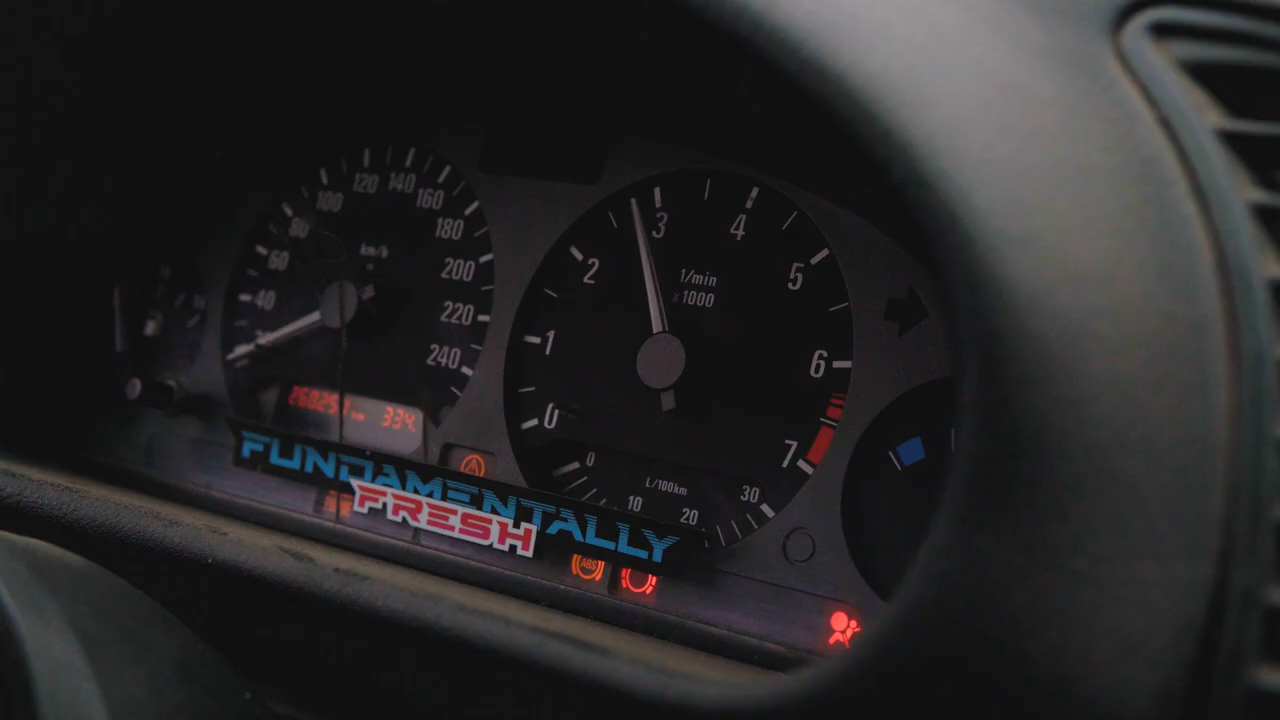 120 140
100 160
80 180
60 km/h 200
40 220
20 240
334
3 4
2 5
1/min
x1000
1 6
0 7
0 L/100km 30
10 20
FUNDAMENTALLY
FRESH
ABS